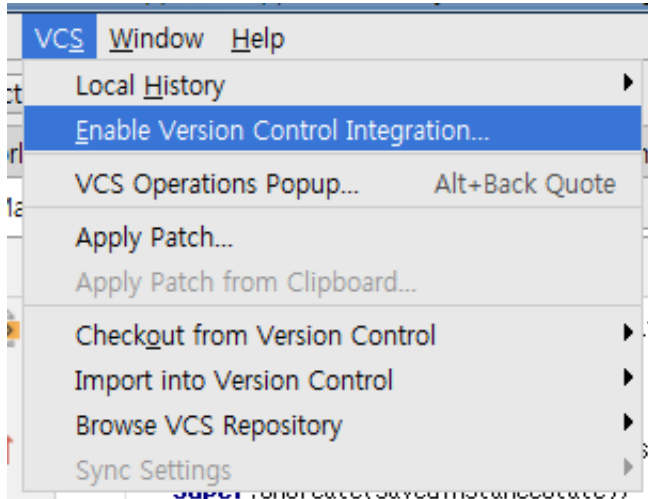 VCS Window Help
Local History
Enable Version Control Integration...
VCS Operations Popup... Alt+Back Quote
Apply Patch...
Apply Patch from Clipboard...
Checkout from Version Control
Import into Version Control
Browse VCS Repository
Sync Settings